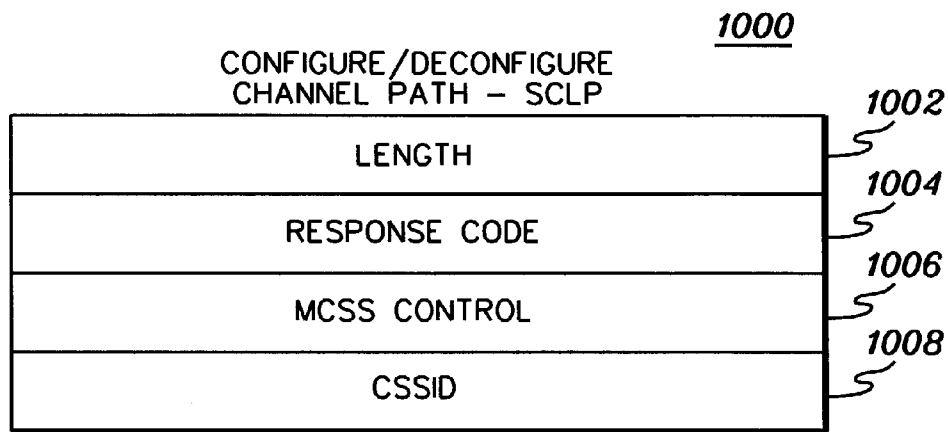 1000
CONFIGURE/DECONFIGURE
CHANNEL PATH - SCLP
1002
LENGTH
1004
RESPONSE CODE
1006
MCSS CONTROL
1008
CSSID